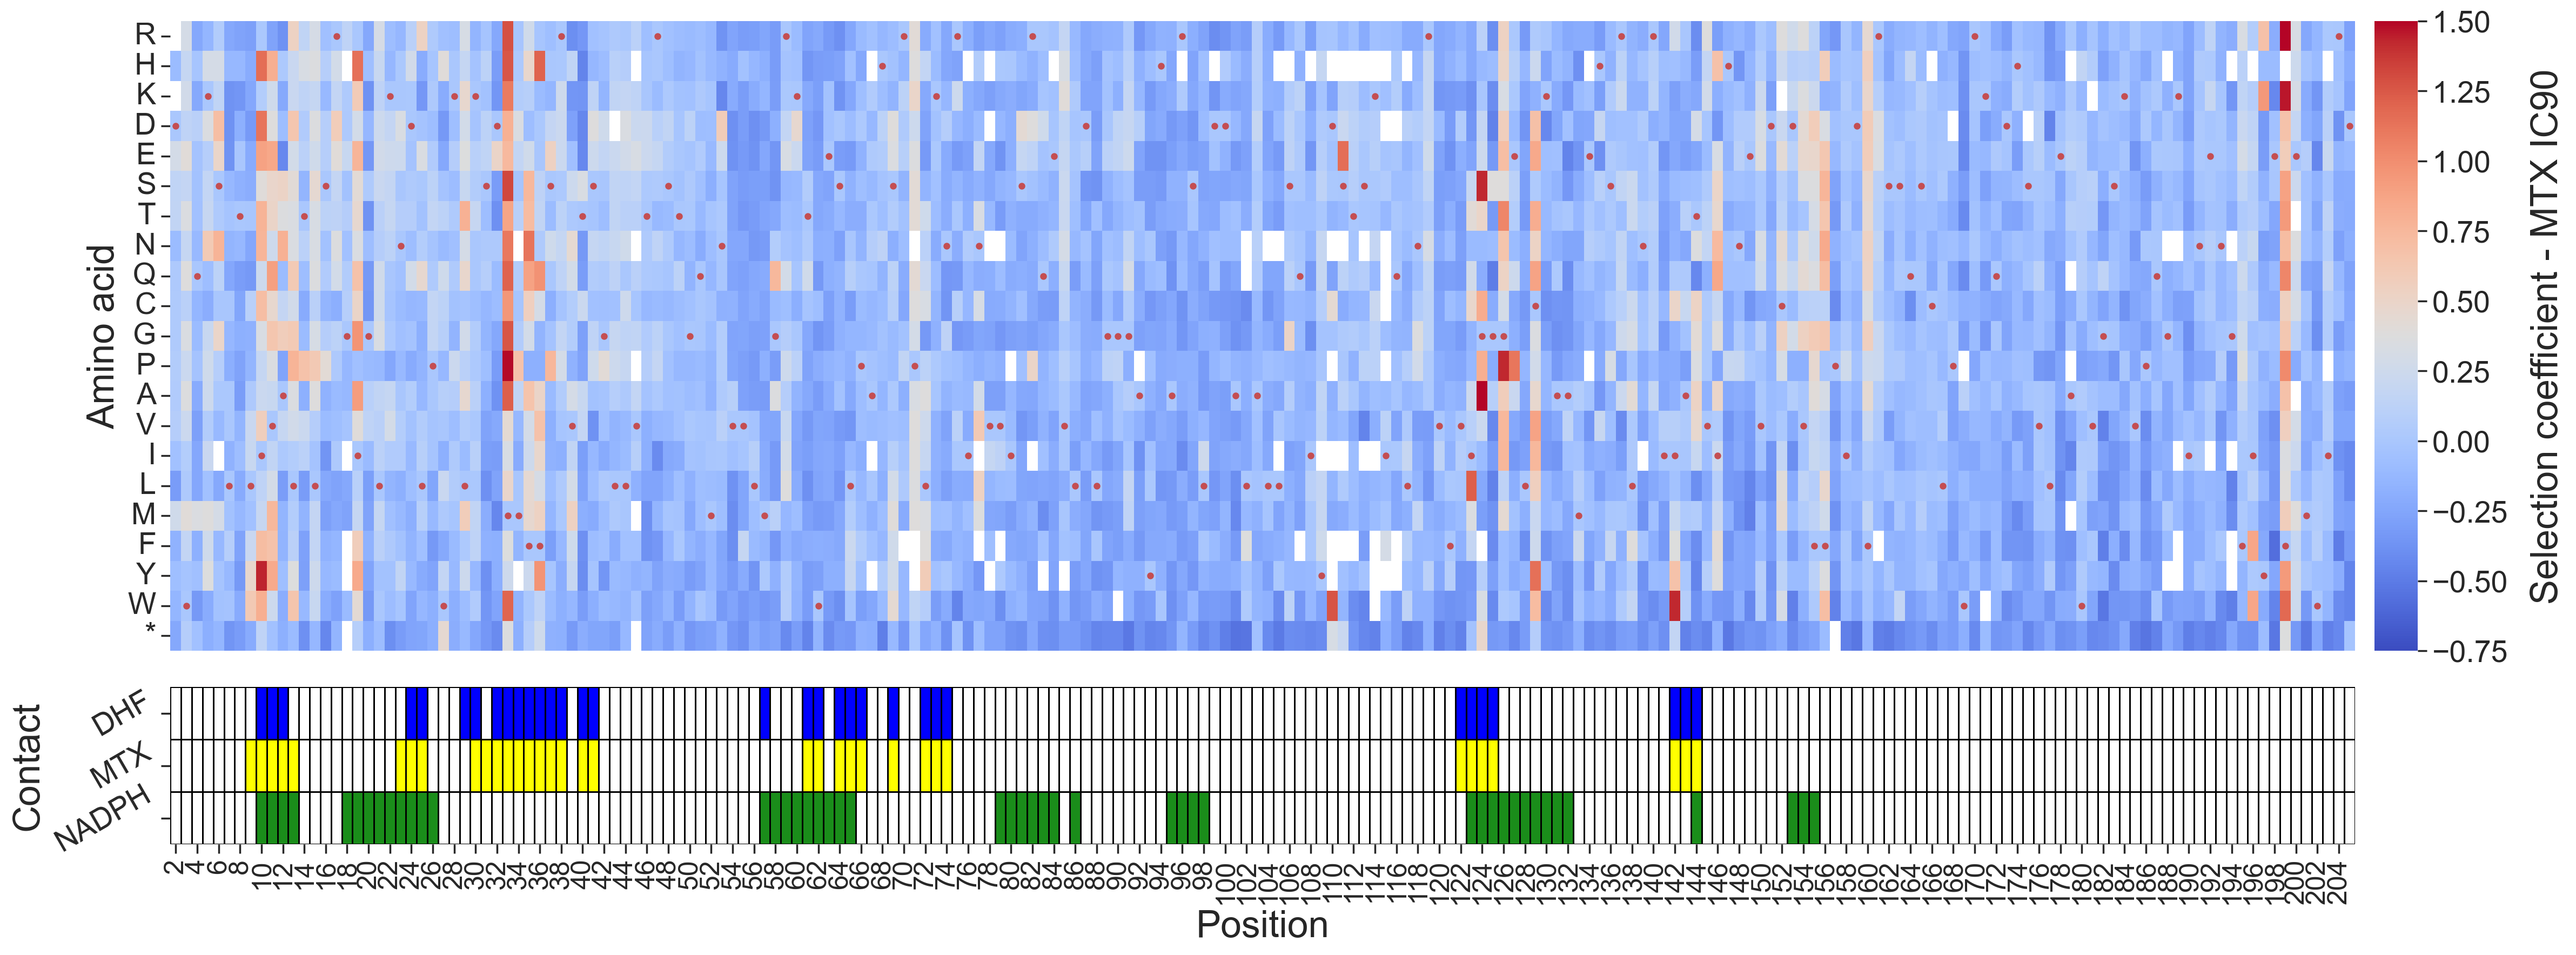 Amino acid
R
H
K
D
E
S
T
N
Q
C
G
P
A
V
I
L
M
F
Y
W
*
1.50
1.25
1.00
0.75
0.50
0.25
0.00
−0.25
−0.50
−0.75
Selection coefficient - MTX IC90
Contact
DHF
MTX
NADPH
2 4 6 8 10 12 14 16 18 20 22 24 26 28 30 32 34 36 38 40 42 44 46 48 50 52 54 56 58 60 62 64 66 68 70 72 74 76 78 80 82 84 86 88 90 92 94 96 98 100 102 104 106 108 110 112 114 116 118 120 122 124 126 128 130 132 134 136 138 140 142 144 146 148 150 152 154 156 158 160 162 164 166 168 170 172 174 176 178 180 182 184 186 188 190 192 194 196 198 200 202 204
Position